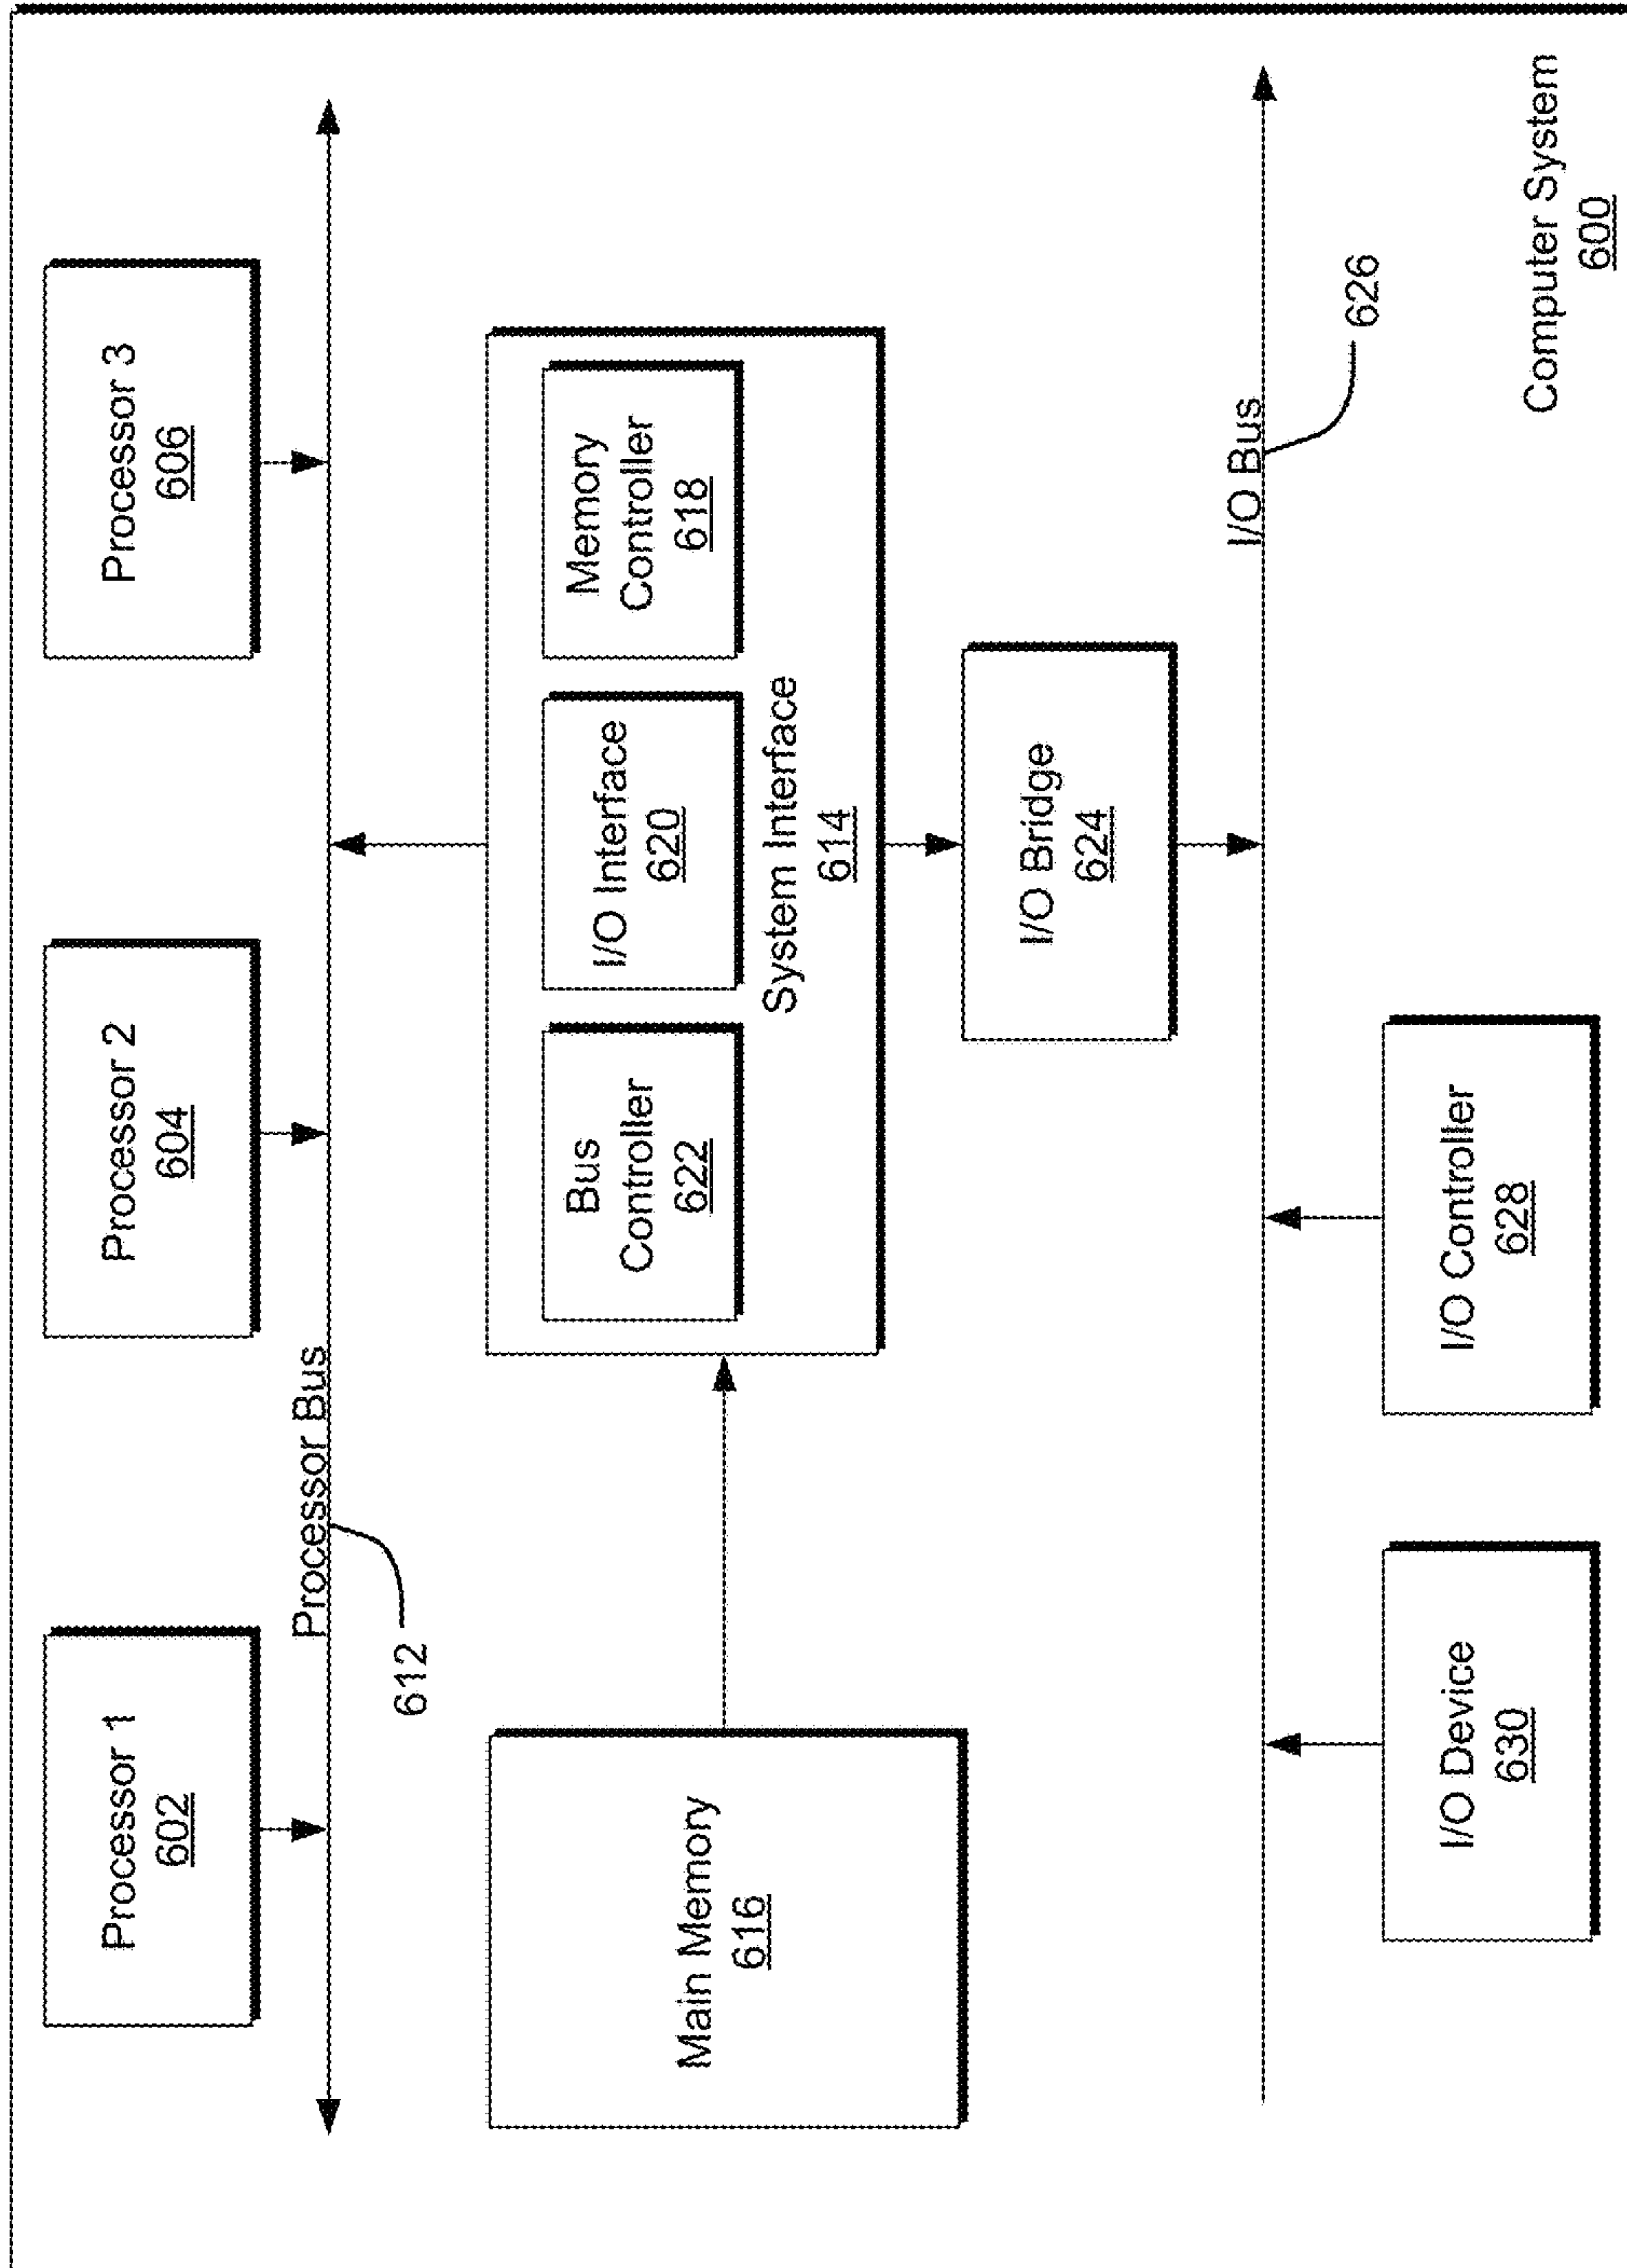 Processor 1
602
Processor 2
604
Processor 3
606
Processor Bus
612
Main Memory
616
Bus
Controller
622
I/O Interface
620
Memory
Controller
618
System Interface
614
I/O Bridge
624
I/O Bus
626
I/O Device
630
I/O Controller
628
Computer System
600